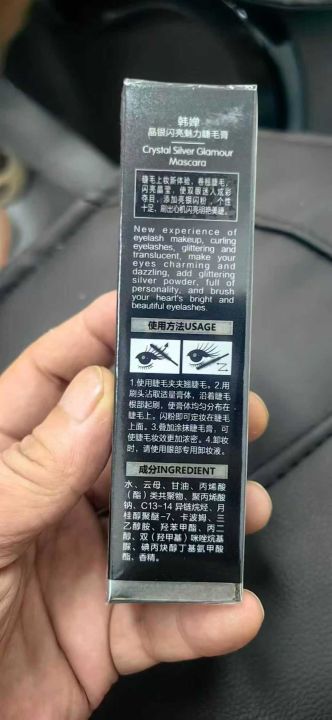 韩婵
晶银闪亮魅力睫毛膏
Crystal Silver Glamour
Mascara
睫毛上妆新体验，卷翘睫毛，
闪亮晶莹，使双眼迷人炫彩
夺目，添加亮银闪粉，个性
十足，刷出心机闪亮明艳美睫。
New experience of
eyelash makeup, curling
eyelashes, glittering and
translucent, make your
eyes charming and
dazzling, add glittering
silver powder, full of
personality, and brush
your heart's bright and
beautiful eyelashes.
使用方法USAGE
1.使用睫毛夹夹翘睫毛。2.用
刷头沾取适量膏体，沿着睫毛
根部起刷，使膏体均匀分布在
睫毛上。闪粉即可定妆在睫毛
上面。3.叠加涂抹睫毛膏，可
使睫毛妆效更加浓密。4.卸妆
时，请使用眼部专用卸妆液。
成分INGREDIENT
水、云母、甘油、丙烯酸
（酯）类共聚物、聚丙烯酸
钠、C13-14 异链烷烃、月
桂醇聚醚-7、卡波姆、三
乙醇胺、羟苯甲酯、丙二
醇、双（羟甲基）咪唑烷基
脲、碘丙炔醇丁基氨甲酸
酯、香精。